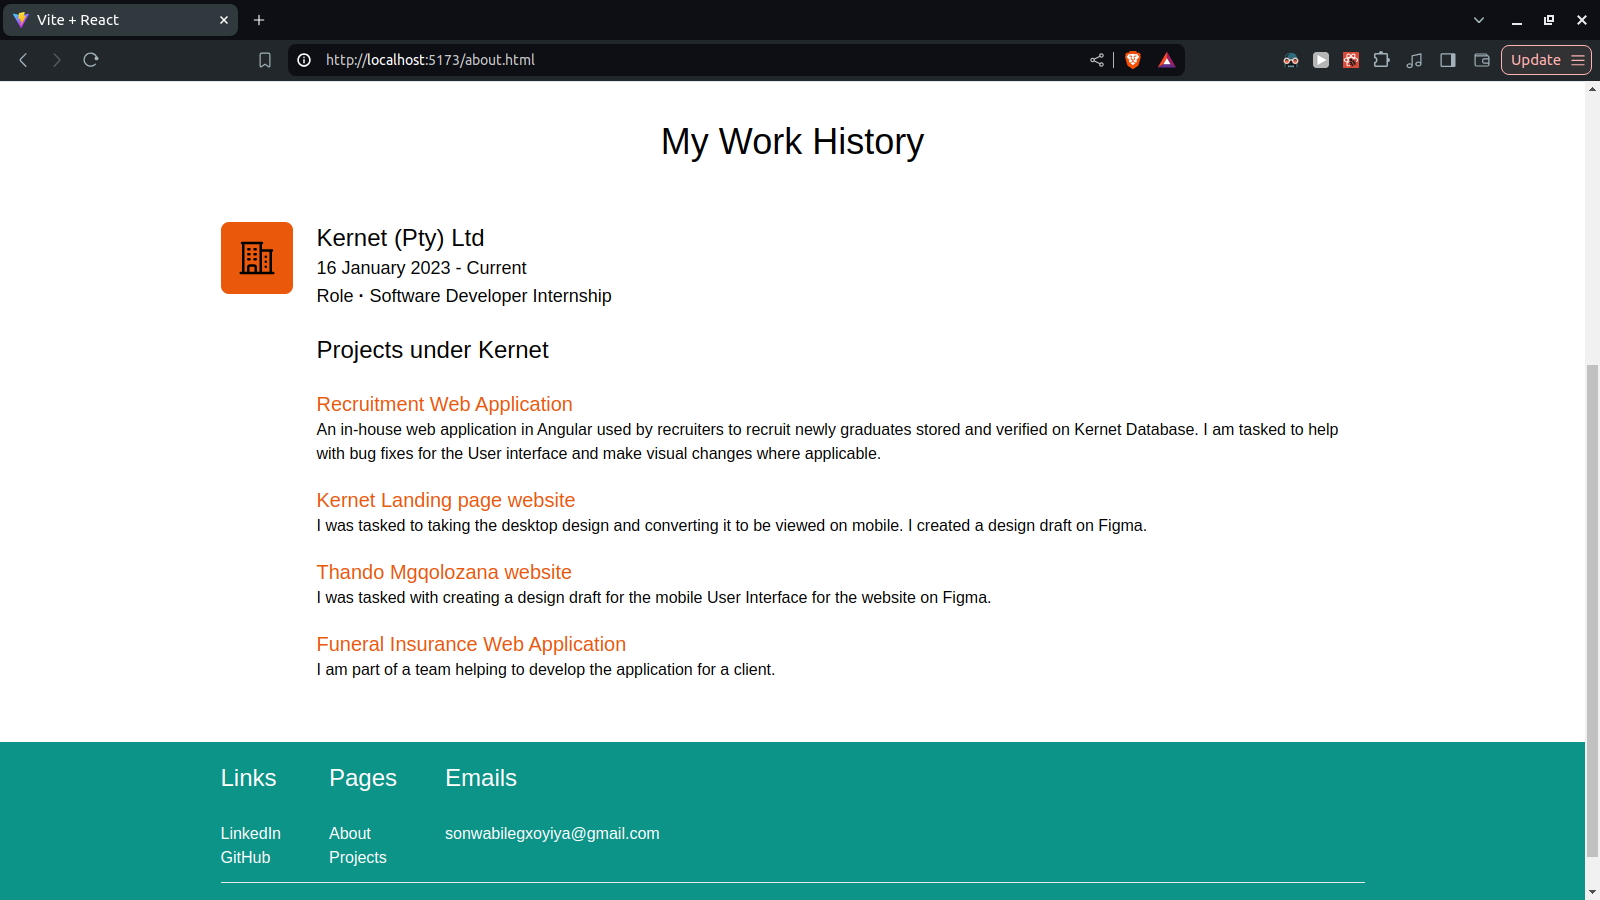 Vite + React
http://localhost:5173/about.html
Update
My Work History
Kernet (Pty) Ltd
16 January 2023 - Current
Role · Software Developer Internship
Projects under Kernet
Recruitment Web Application
An in-house web application in Angular used by recruiters to recruit newly graduates stored and verified on Kernet Database. I am tasked to help
with bug fixes for the User interface and make visual changes where applicable.
Kernet Landing page website
I was tasked to taking the desktop design and converting it to be viewed on mobile. I created a design draft on Figma.
Thando Mgqolozana website
I was tasked with creating a design draft for the mobile User Interface for the website on Figma.
Funeral Insurance Web Application
I am part of a team helping to develop the application for a client.
Links
Pages
Emails
LinkedIn
About
sonwabilegxoyiya@gmail.com
GitHub
Projects